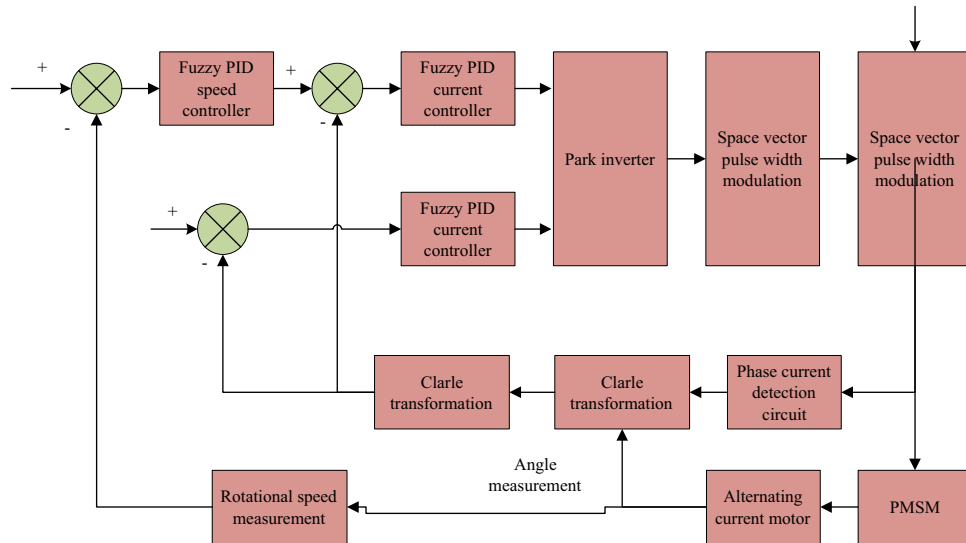 +
Fuzzy PID
speed
controller
+
Fuzzy PID
current
controller
-
-
Park inverter
Space vector
pulse width
modulation
Space vector
pulse width
modulation
+
Fuzzy PID
current
controller
-
Clarle
transformation
Clarle
transformation
Phase current
detection
circuit
Angle
measurement
Rotational speed
measurement
Alternating
current motor
PMSM